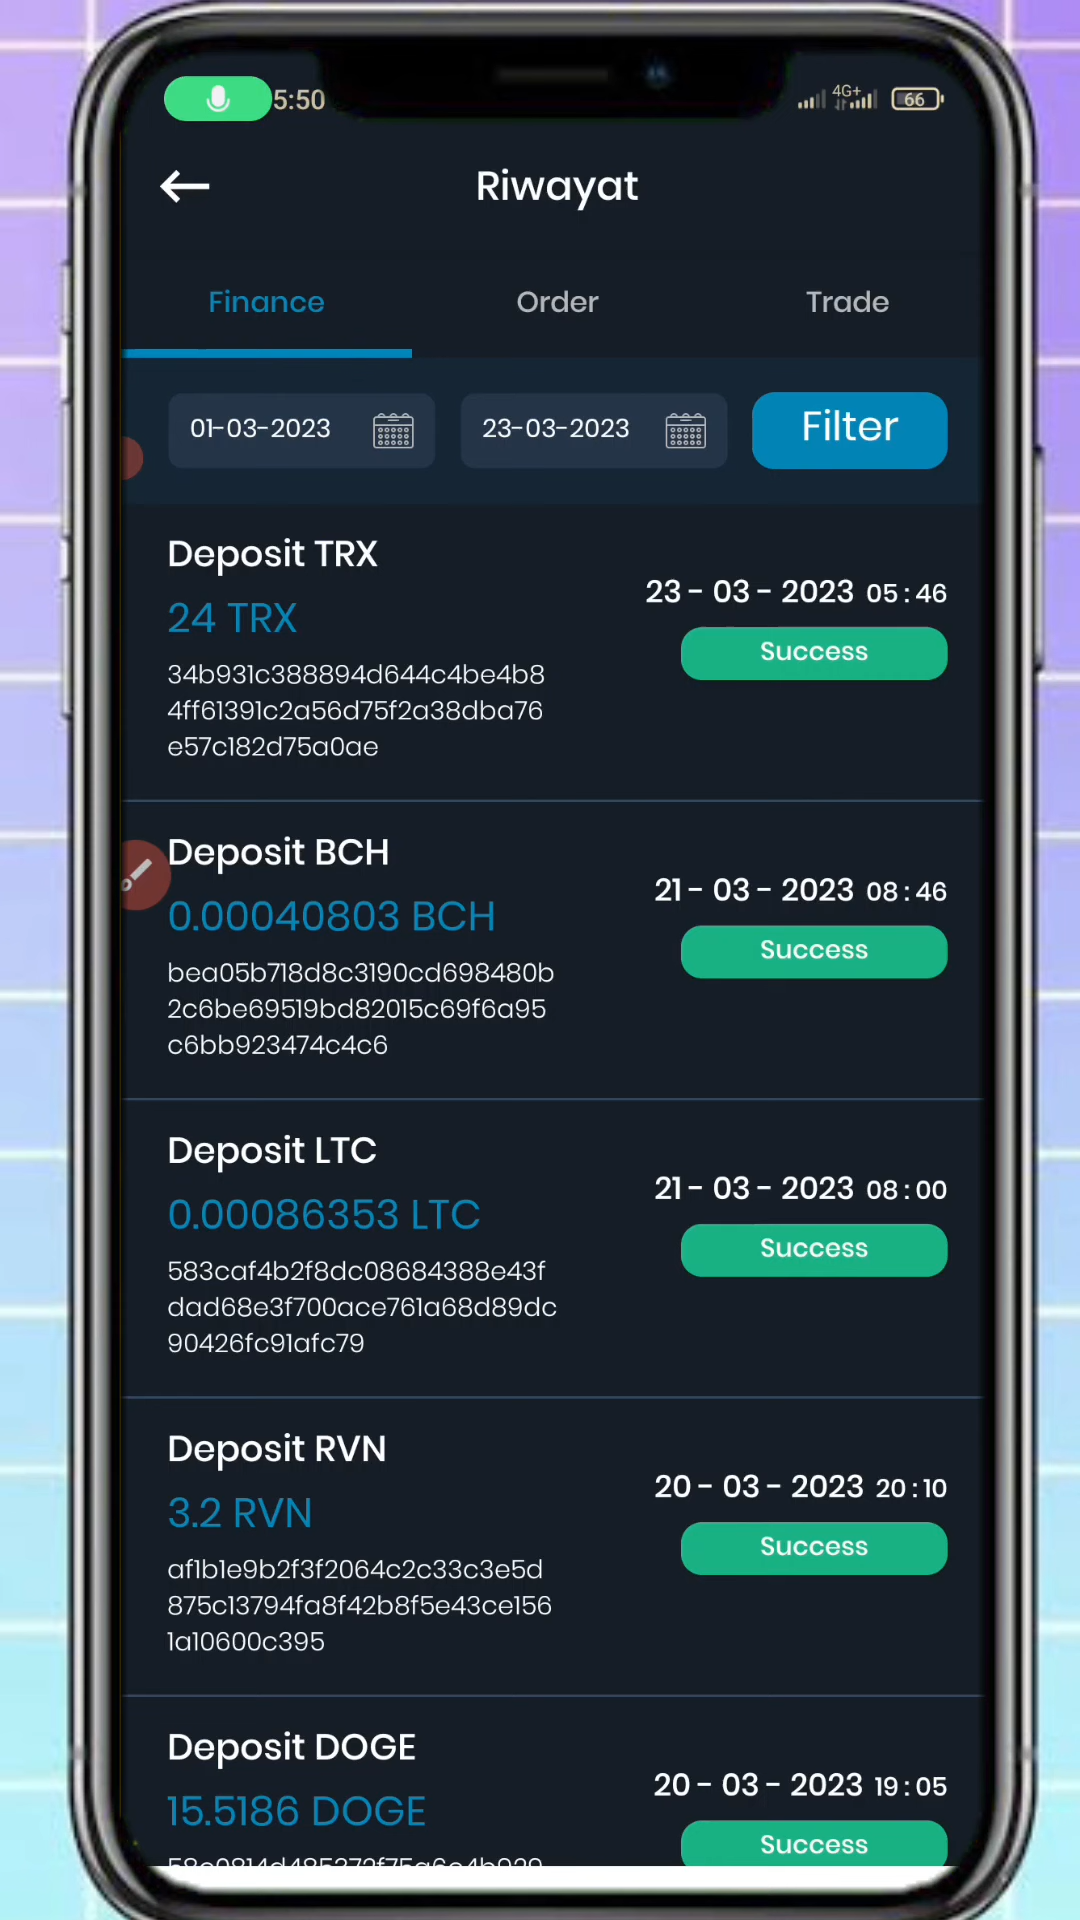 5:50
4G+
66
Riwayat
Finance
Order
Trade
01-03-2023
23-03-2023
Filter
Deposit TRX
23 - 03 - 2023 05 : 46
24 TRX
Success
34b931c388894d644c4be4b8
4ff61391c2a56d75f2a38dba76
e57c182d75a0ae
Deposit BCH
21 - 03 - 2023 08 : 46
0.00040803 BCH
Success
bea05b718d8c3190cd698480b
2c6be69519bd82015c69f6a95
c6bb923474c4c6
Deposit LTC
21 - 03 - 2023 08 : 00
0.00086353 LTC
Success
583caf4b2f8dc08684388e43f
dad68e3f700ace761a68d89dc
90426fc91afc79
Deposit RVN
20 - 03 - 2023 20 : 10
3.2 RVN
Success
af1b1e9b2f3f2064c2c33c3e5d
875c13794fa8f42b8f5e43ce156
1a10600c395
Deposit DOGE
20 - 03 - 2023 19 : 05
15.5186 DOGE
Success